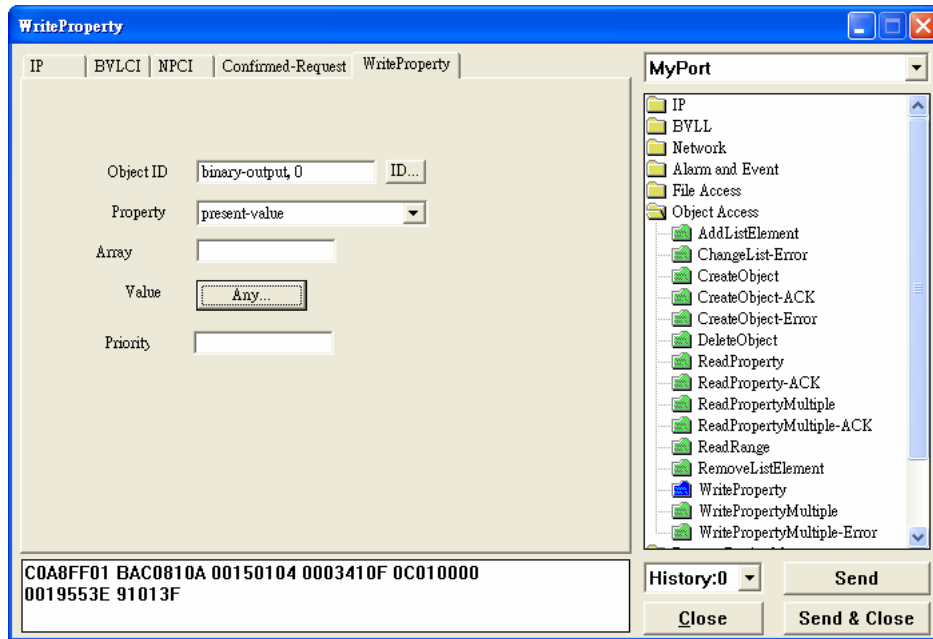 WriteProperty
IP BVLCI NPCI Confirmed-Request WriteProperty
Object ID binary-output, 0 ID...
Property present-value
Array
Value Any...
Priority
C0A8FF01 BAC0810A 00150104 0003410F 0C010000
0019553E 91013F
MyPort
IP
BVLL
Network
Alarm and Event
File Access
Object Access
AddListElement
ChangeList-Error
CreateObject
CreateObject-ACK
CreateObject-Error
DeleteObject
ReadProperty
ReadProperty-ACK
ReadPropertyMultiple
ReadPropertyMultiple-ACK
ReadRange
RemoveListElement
WriteProperty
WritePropertyMultiple
WritePropertyMultiple-Error
History:0 Send
Close Send & Close